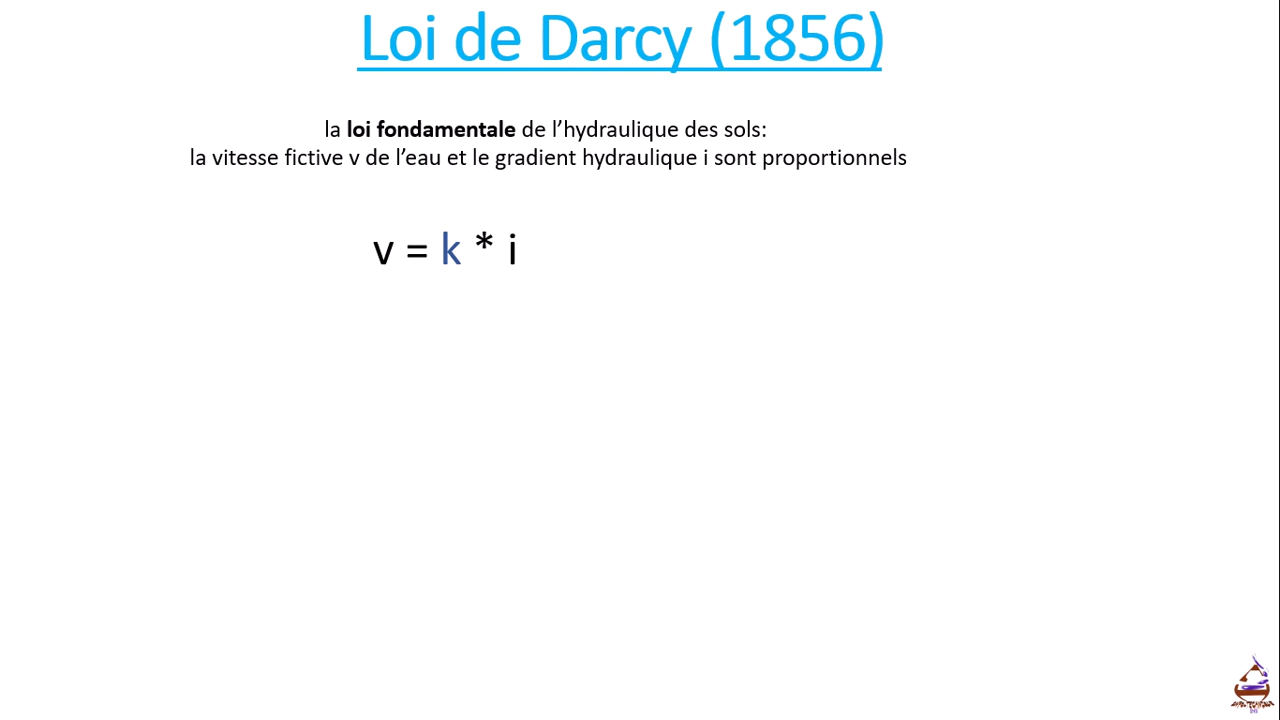 Loi de Darcy (1856)
la loi fondamentale de l’hydraulique des sols:
la vitesse fictive v de l’eau et le gradient hydraulique i sont proportionnels
v = k * i